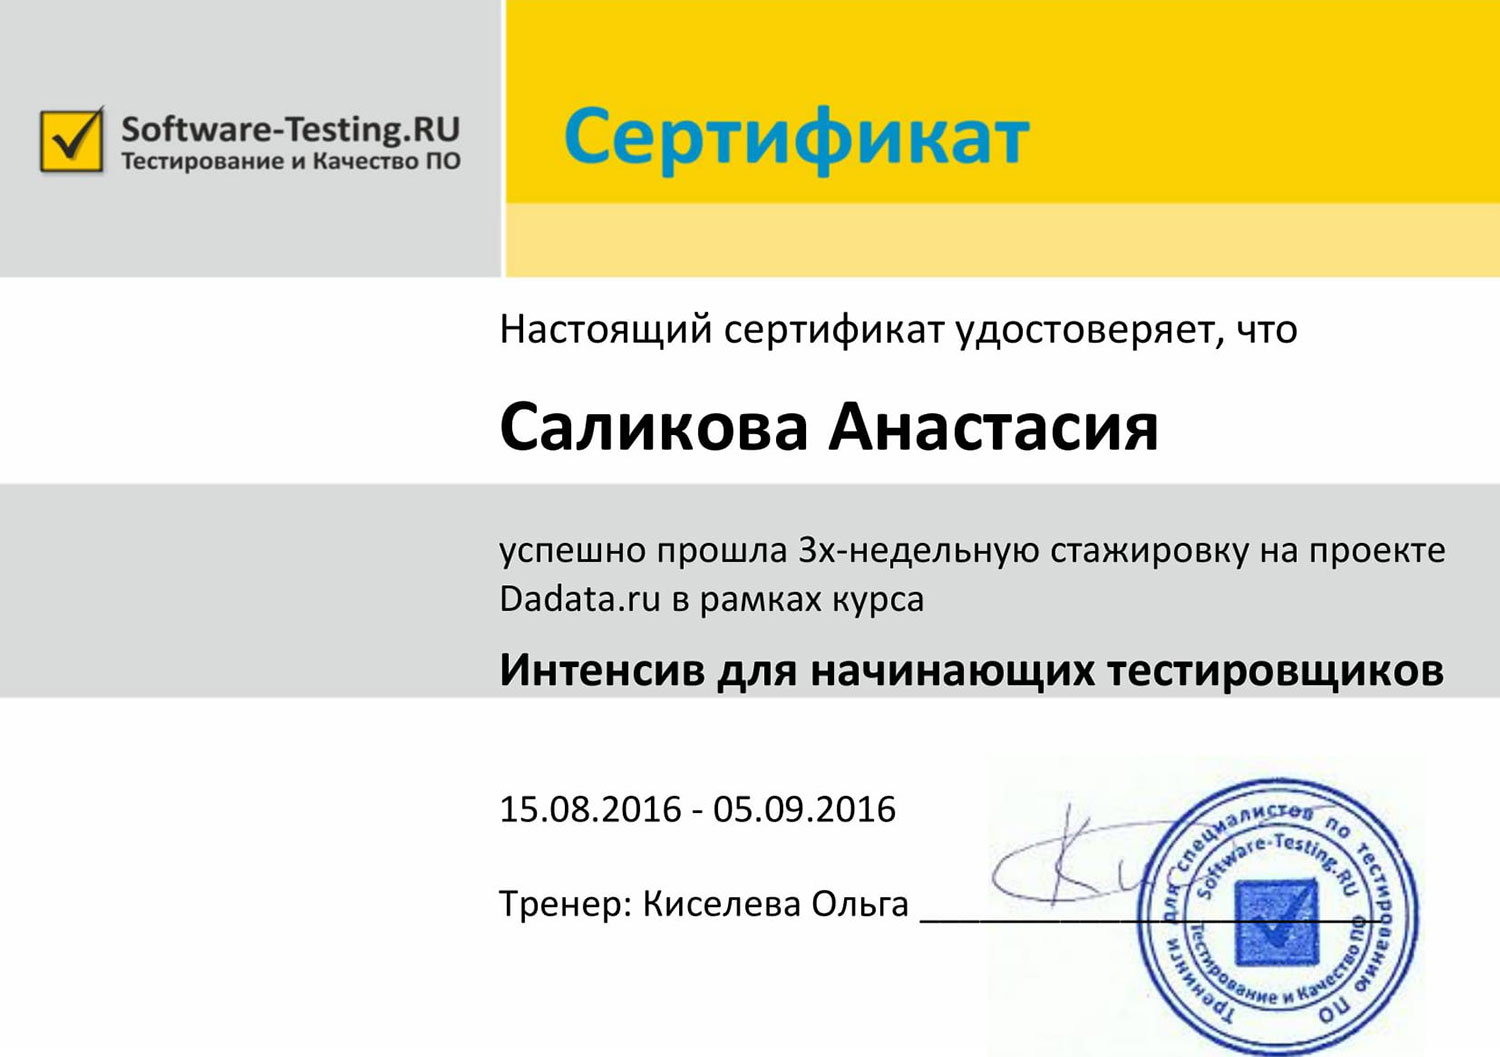 Software-Testing.RU
Тестирование и Качество ПО
Сертификат
Настоящий сертификат удостоверяет, что
Саликова Анастасия
успешно прошла 3х-недельную стажировку на проекте
Dadata.ru в рамках курса
Интенсив для начинающих тестировщиков
15.08.2016 - 05.09.2016
Тренер: Киселева Ольга
Тренинги для специалистов по тестированию ПО
Software-Testing.RU
Тестирование и Качество ПО